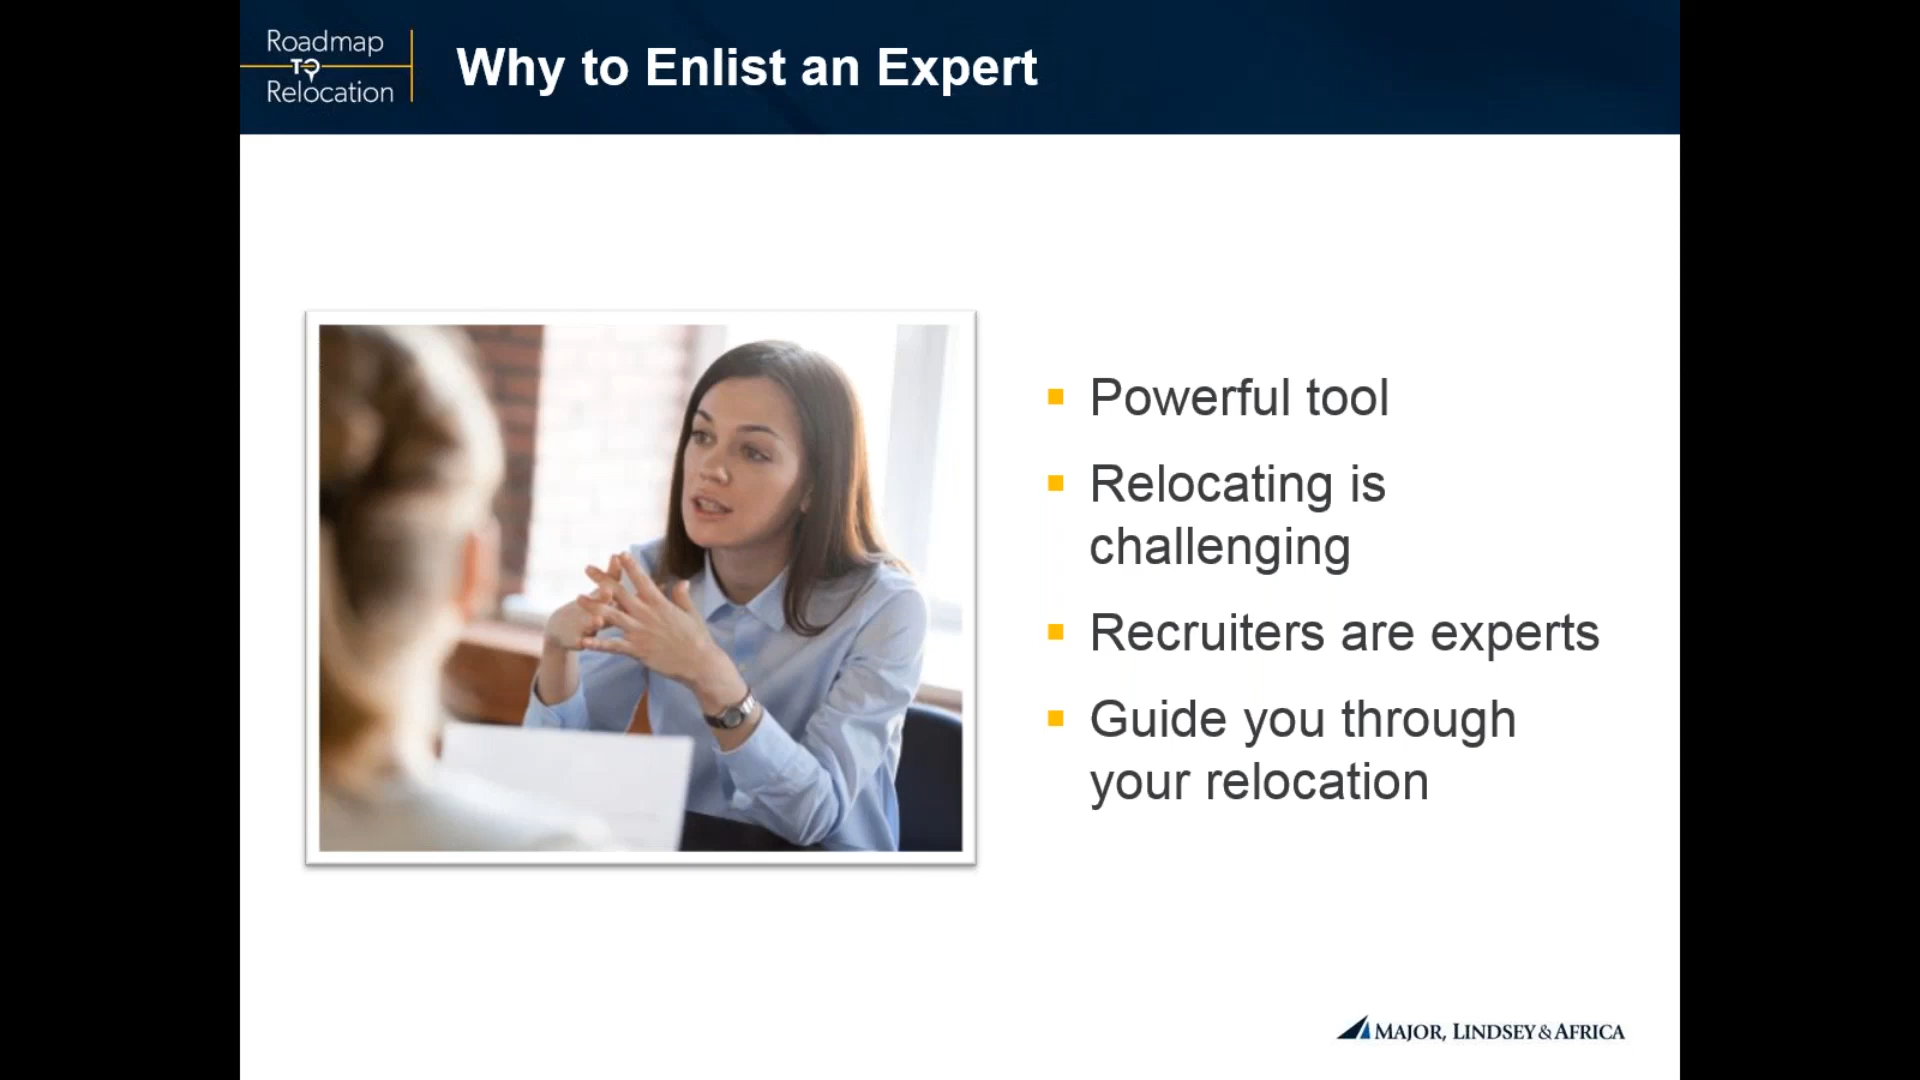 Roadmap
TO
Relocation
Why to Enlist an Expert
Powerful tool
Relocating is
challenging
Recruiters are experts
Guide you through
your relocation
MAJOR, LINDSEY & AFRICA